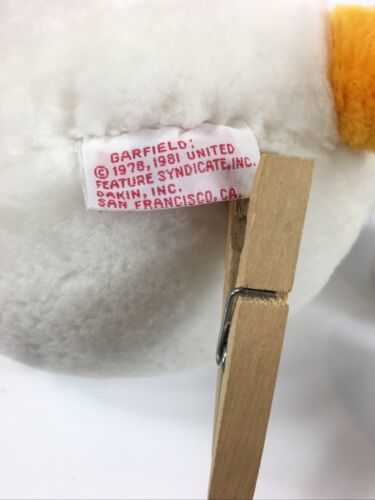 GARFIELD:
© 1978, 1981 UNITED
FEATURE SYNDICATE, INC.
DAKIN, INC.
SAN FRANCISCO, CA.